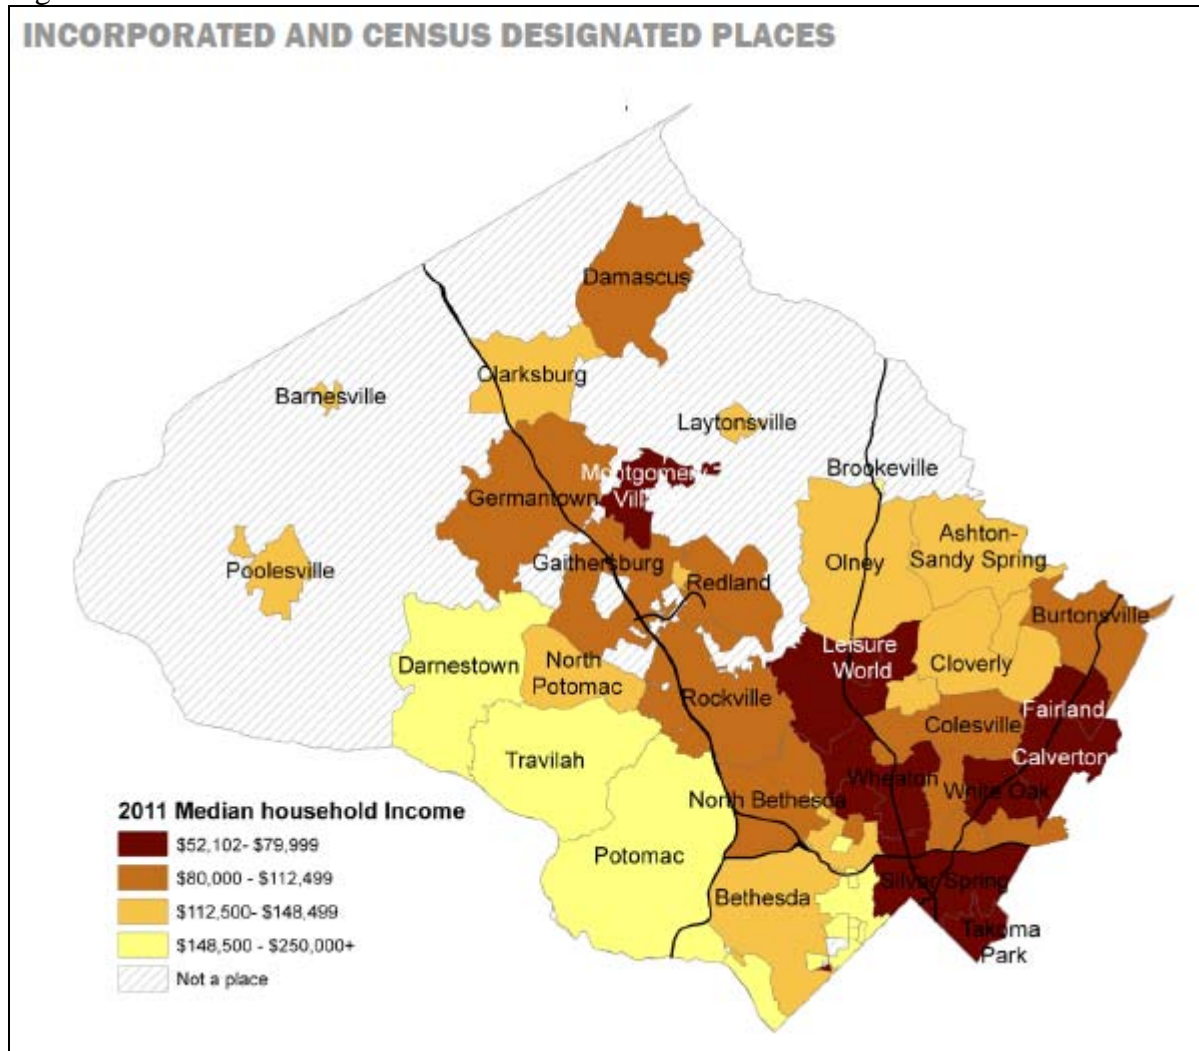 INCORPORATED AND CENSUS DESIGNATED PLACES
Damascus
Clarksburg
Barnesville
Laytonsville
Brookeville
Montgomery
Vill
Germantown
Ashton-
Sandy Spring
Olney
Gaithersburg
Poolesville
Redland
Burtonsville
Leisure
World
Darnestown
North
Potomac
Cloverly
Rockville
Fairland
Colesville
Travilah
Calverton
Wheaton
White Oak
North Bethesda
2011 Median household Income
$52,102- $79,999
$80,000 - $112,499
$112,500- $148,499
$148,500 - $250,000+
Not a place
Potomac
Bethesda
Silver Spring
Takoma
Park